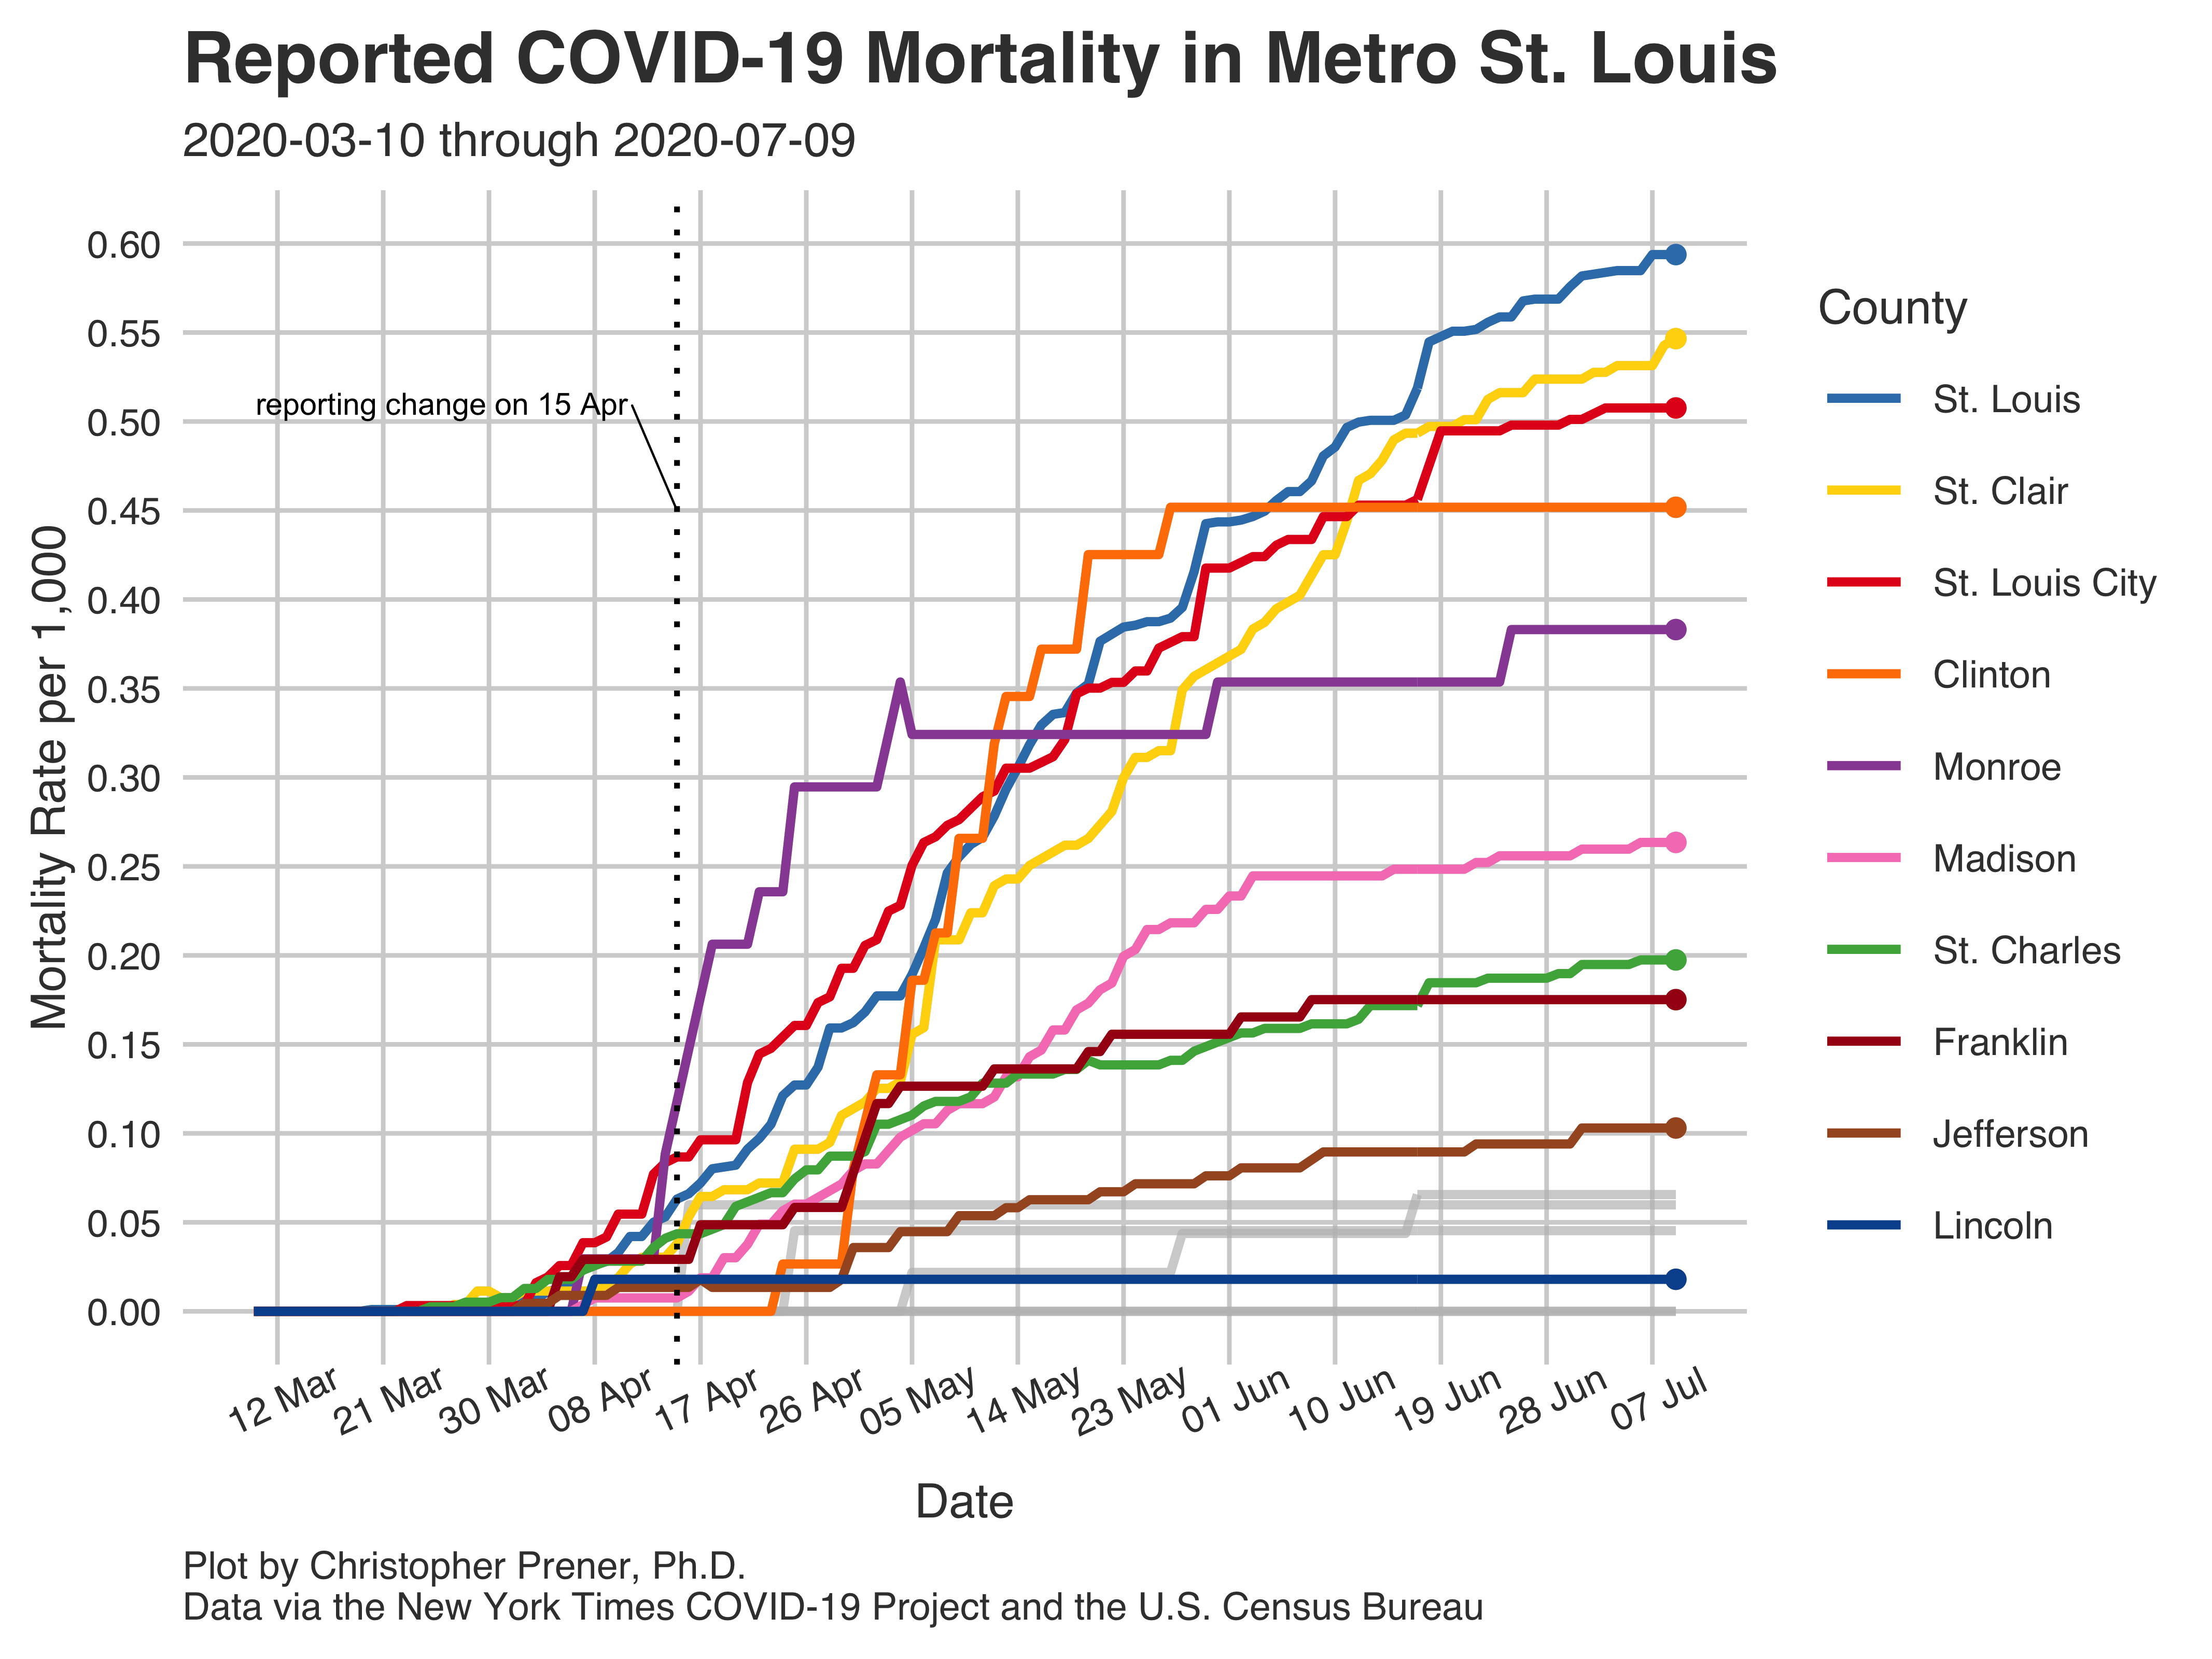 Reported COVID-19 Mortality in Metro St. Louis
2020-03-10 through 2020-07-09
Mortality Rate per 1,000
0.60
0.55
0.50
0.45
0.40
0.35
0.30
0.25
0.20
0.15
0.10
0.05
0.00
reporting change on 15 Apr
12 Mar
21 Mar
30 Mar
08 Apr
17 Apr
26 Apr
05 May
14 May
23 May
01 Jun
10 Jun
19 Jun
28 Jun
07 Jul
Date
County
St. Louis
St. Clair
St. Louis City
Clinton
Monroe
Madison
St. Charles
Franklin
Jefferson
Lincoln
Plot by Christopher Prener, Ph.D.
Data via the New York Times COVID-19 Project and the U.S. Census Bureau